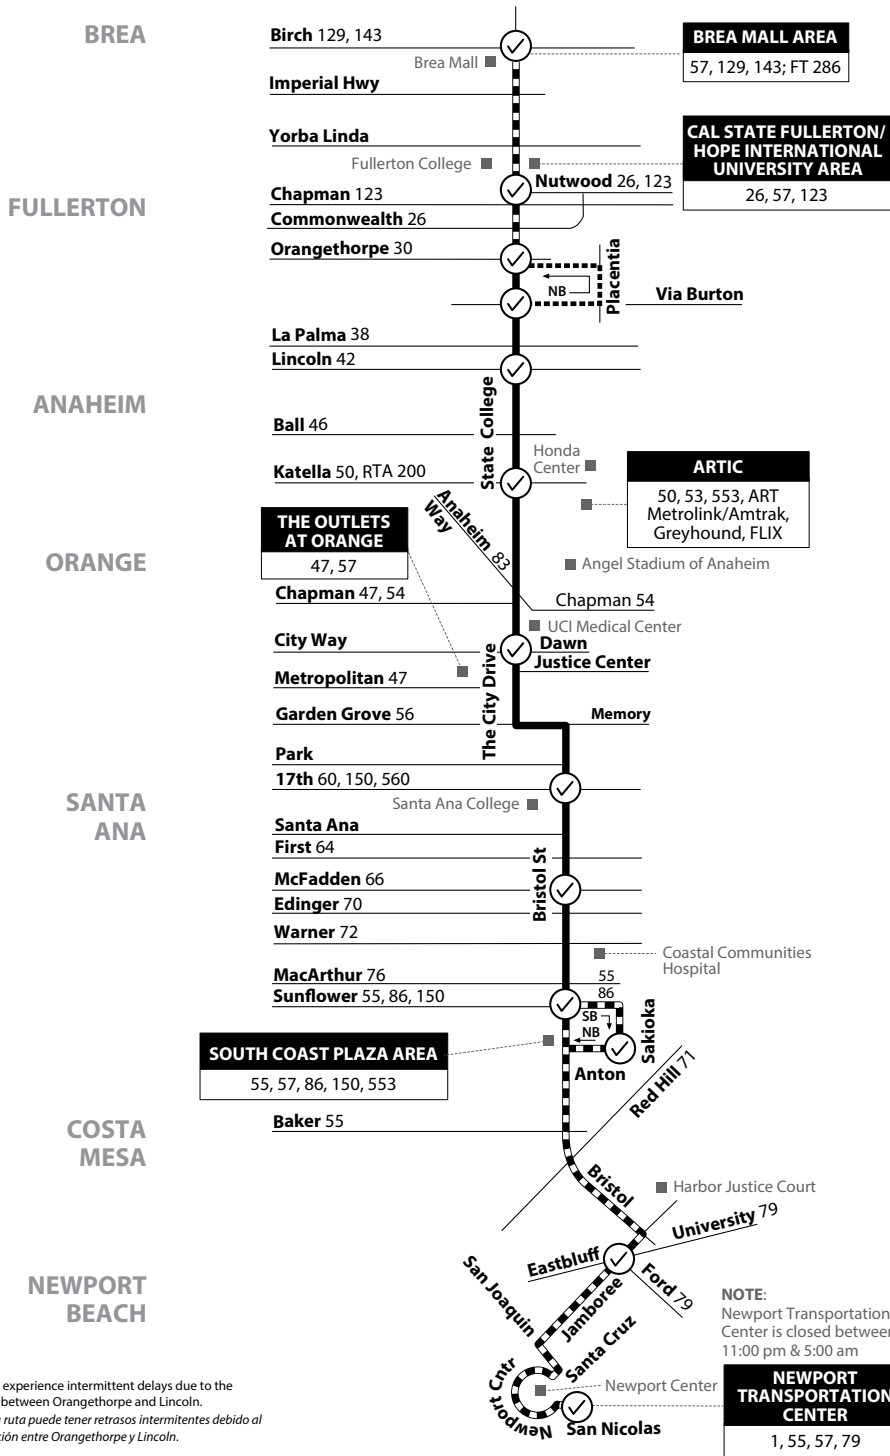 BREA
Birch 129, 143
Brea Mall
BREA MALL AREA
57, 129, 143; FT 286
Imperial Hwy
Yorba Linda
Fullerton College
CAL STATE FULLERTON/
HOPE INTERNATIONAL
UNIVERSITY AREA
26, 57, 123
Nutwood 26, 123
FULLERTON
Chapman 123
Commonwealth 26
Orangethorpe 30
Placentia
NB
Via Burton
La Palma 38
Lincoln 42
ANAHEIM
State College
Ball 46
Honda
Center
Katella 50, RTA 200
ARTIC
50, 53, 553, ART
Metrolink/Amtrak,
Greyhound, FLIX
Anaheim 83
Way
THE OUTLETS
AT ORANGE
47, 57
ORANGE
Angel Stadium of Anaheim
Chapman 47, 54
Chapman 54
UCI Medical Center
City Way
Dawn
Justice Center
Metropolitan 47
The City Drive
Garden Grove 56
Memory
Park
17th 60, 150, 560
SANTA
ANA
Santa Ana College
Santa Ana
First 64
Bristol St
McFadden 66
Edinger 70
Warner 72
Coastal Communities
Hospital
MacArthur 76
55
Sunflower 55, 86, 150
86
SB
NB
Sakioka
Anton
SOUTH COAST PLAZA AREA
55, 57, 86, 150, 553
Red Hill 71
Baker 55
COSTA
MESA
Bristol
Harbor Justice Court
University 79
Eastbluff
Ford 79
San Joaquin
Jamboree
NEWPORT
BEACH
NOTE:
Newport Transportation
Center is closed between
11:00 pm & 5:00 am
Santa Cruz
Newport Cntr
Newport Center
San Nicolas
NEWPORT
TRANSPORTATION
CENTER
1, 55, 57, 79
experience intermittent delays due to the
between Orangethorpe and Lincoln.
ruta puede tener retrasos intermitentes debido al
ción entre Orangethorpe y Lincoln.